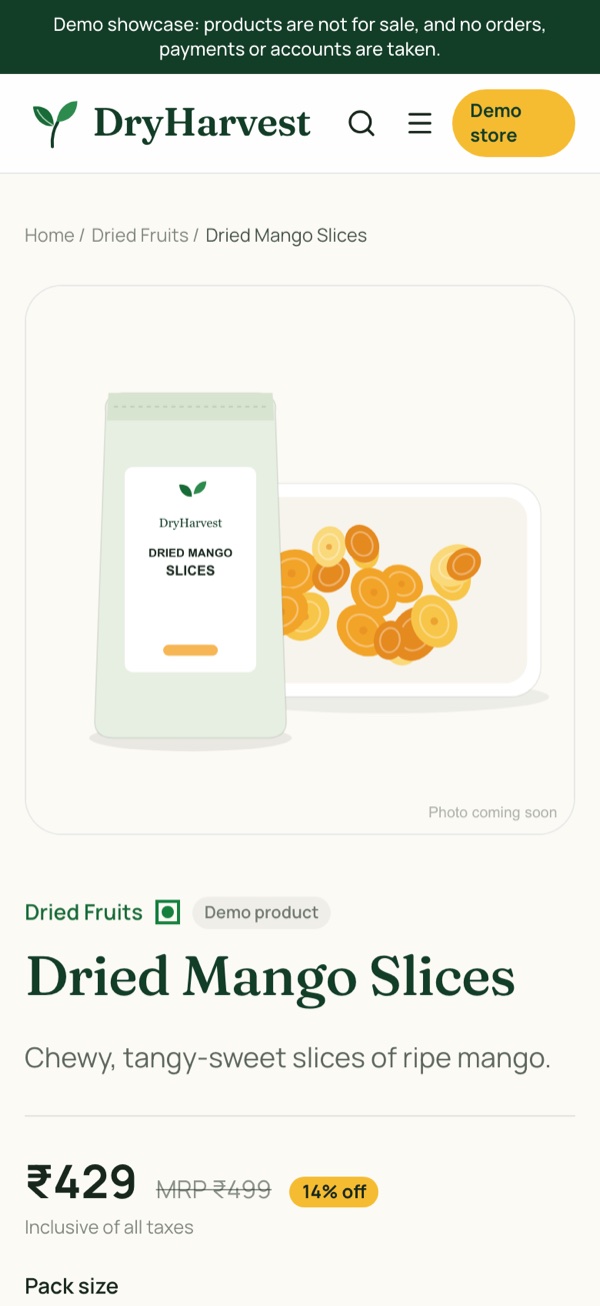 Demo showcase: products are not for sale, and no orders,
payments or accounts are taken.
DryHarvest
Demo
store
Home / Dried Fruits / Dried Mango Slices
DryHarvest
DRIED MANGO
SLICES
Photo coming soon
Dried Fruits
Demo product
Dried Mango Slices
Chewy, tangy-sweet slices of ripe mango.
₹429 MRP ₹499 14% off
Inclusive of all taxes
Pack size